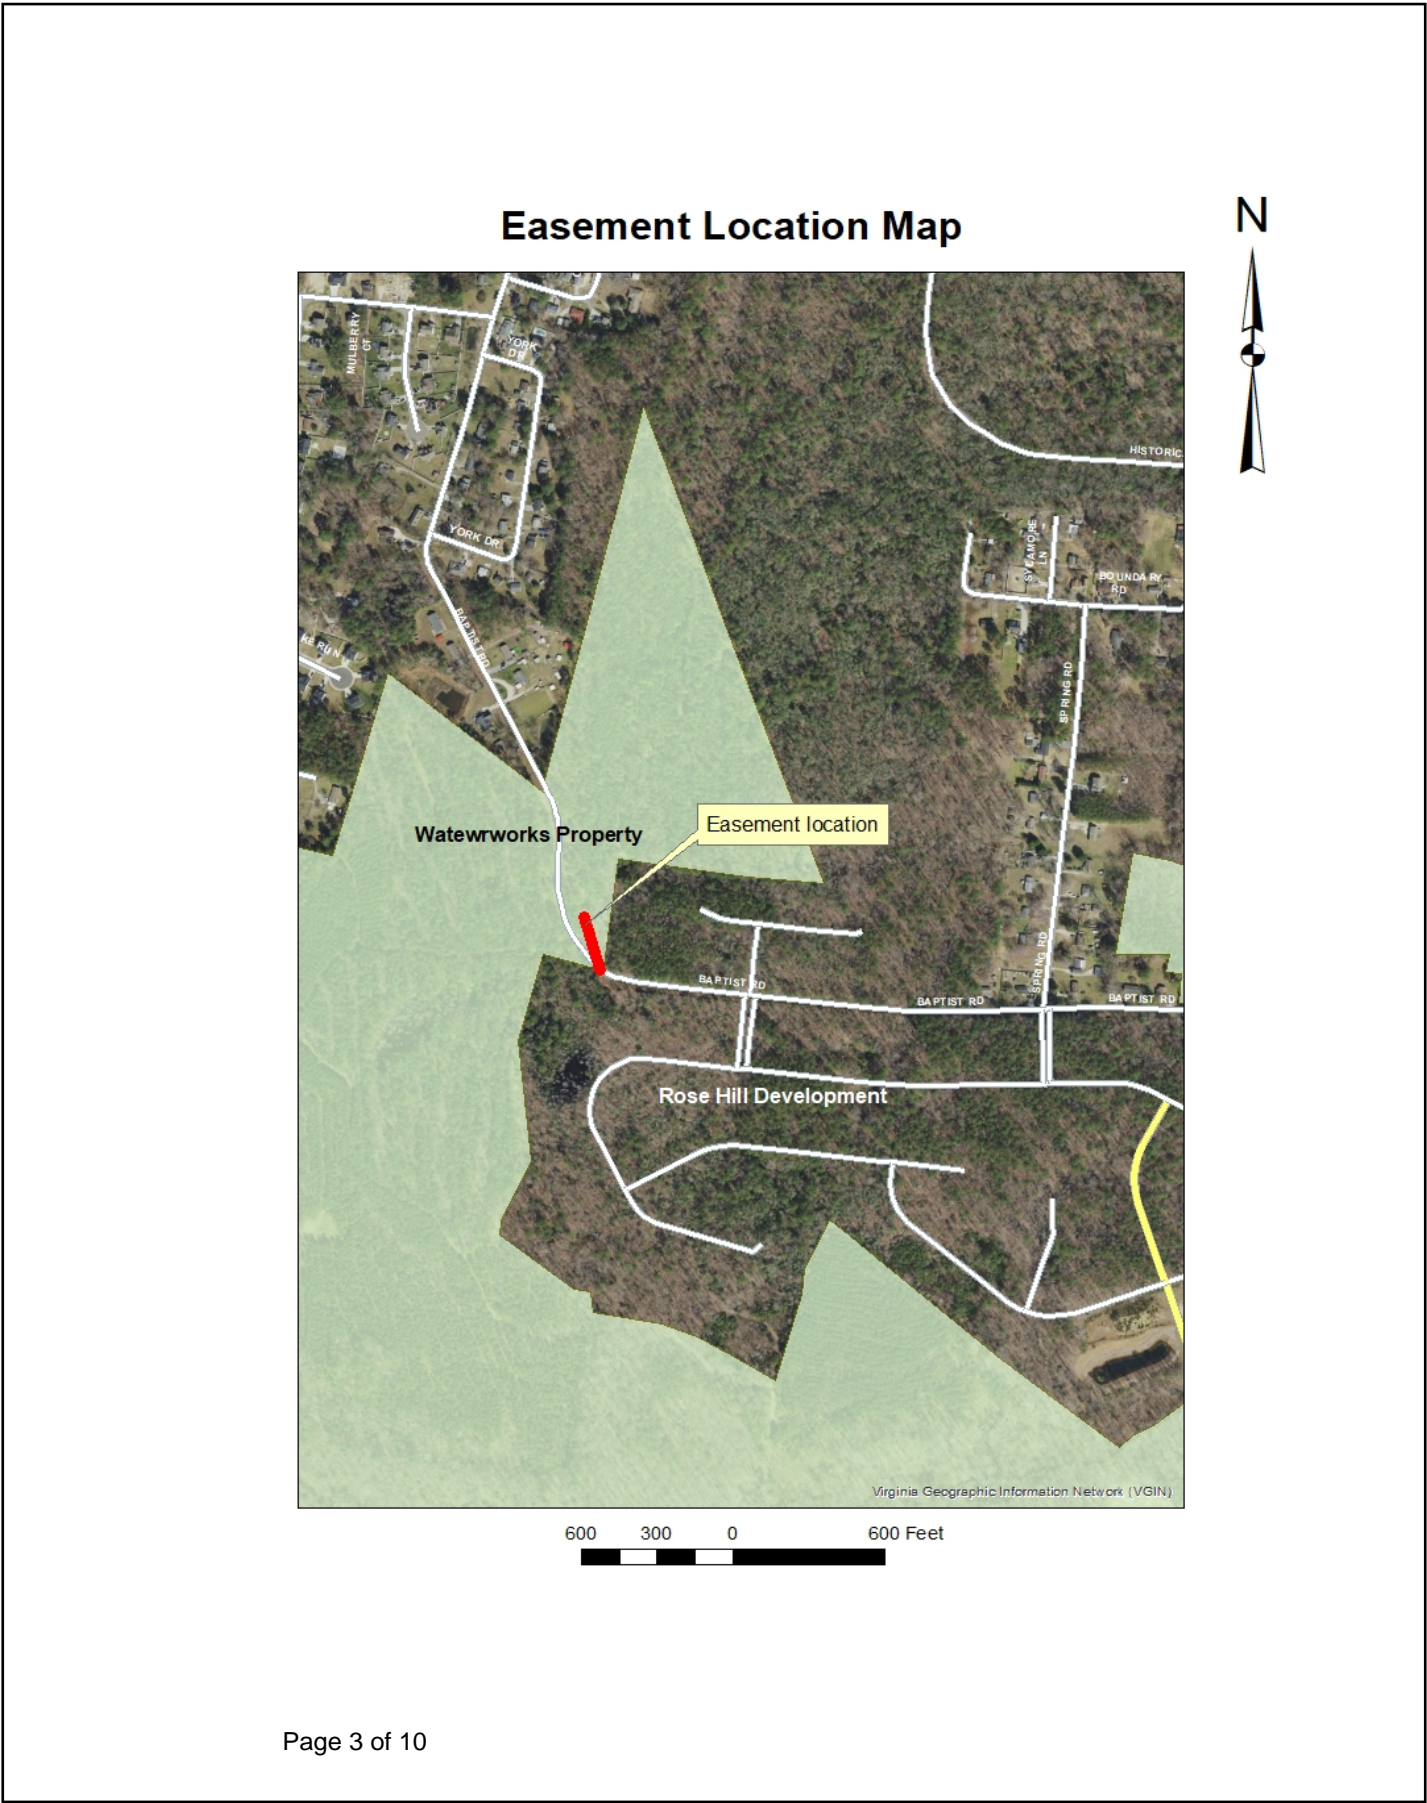 Easement Location Map
N
MULBERRY
CT
YORK
DR
HISTORIC
YORK DR
SYCAMORE
LN
BOUNDARY
RD
BAPTIST RD
KE RUN
SPRING RD
Easement location
Watewrworks Property
SPRING RD
BAPTIST RD
BAPTIST RD
BAPTIST RD
Rose Hill Development
Virginia Geographic Information Network (VGIN)
600 300 0 600 Feet
Page 3 of 10